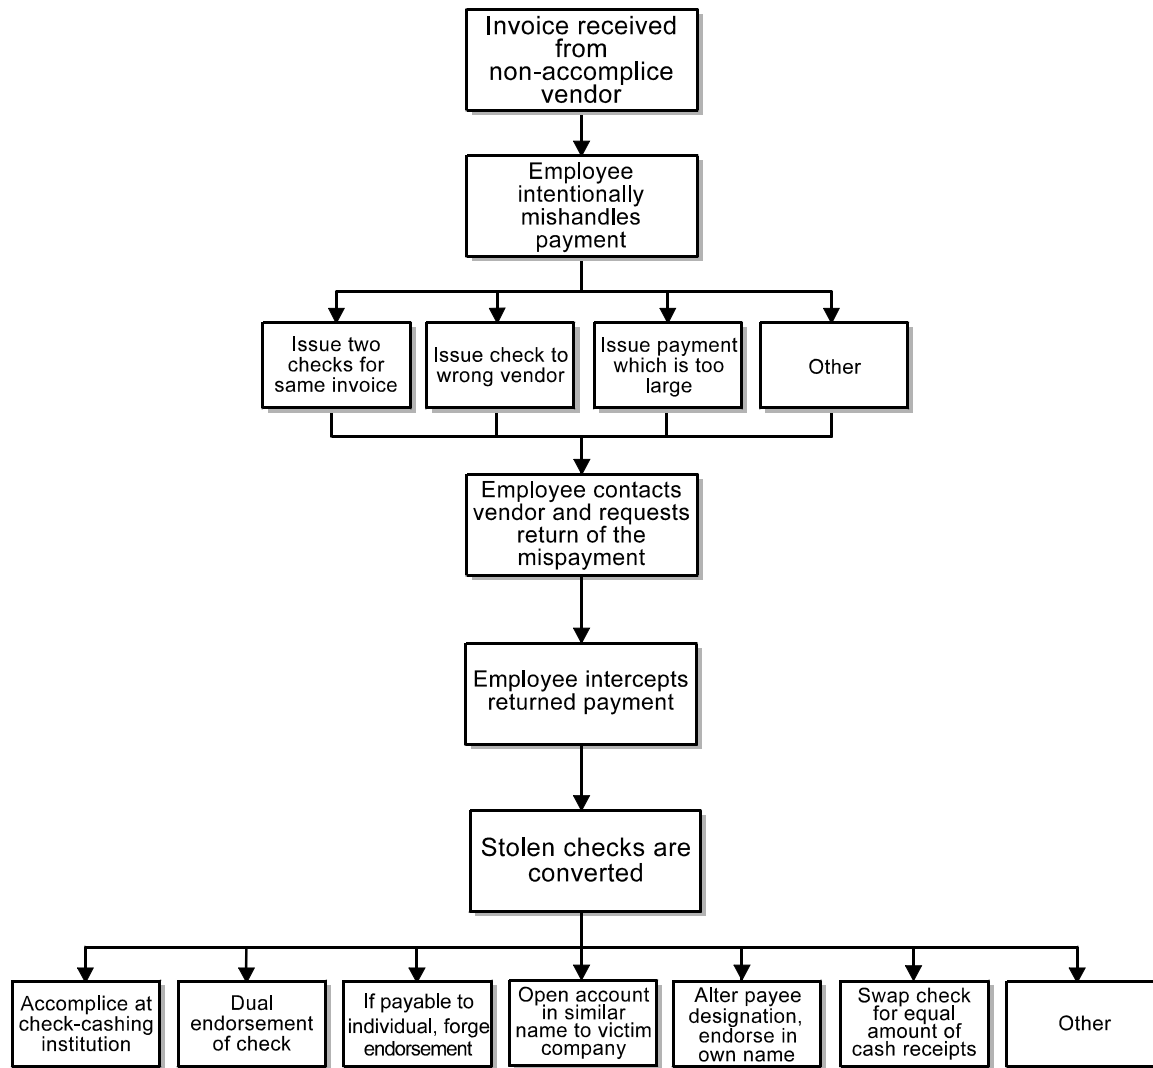 Invoice received
from
non-accomplice
vendor
Employee
intentionally
mishandles
payment
Issue two
checks for
same invoice
Issue check to
wrong vendor
Issue payment
which is too
large
Other
Employee contacts
vendor and requests
return of the
mispayment
Employee intercepts
returned payment
Stolen checks are
converted
Accomplice at
check-cashing
institution
Dual
endorsement
of check
If payable to
individual, forge
endorsement
Open account
in similar
name to victim
company
Alter payee
designation,
endorse in
own name
Swap check
for equal
amount of
cash receipts
Other